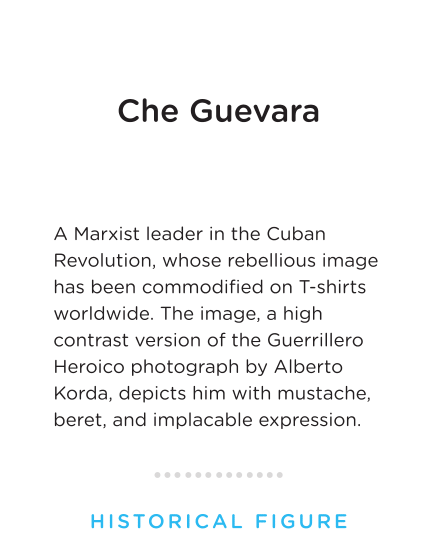 Che Guevara
A Marxist leader in the Cuban
Revolution, whose rebellious image
has been commodified on T-shirts
worldwide. The image, a high
contrast version of the Guerrillero
Heroico photograph by Alberto
Korda, depicts him with mustache,
beret, and implacable expression.
HISTORICAL FIGURE